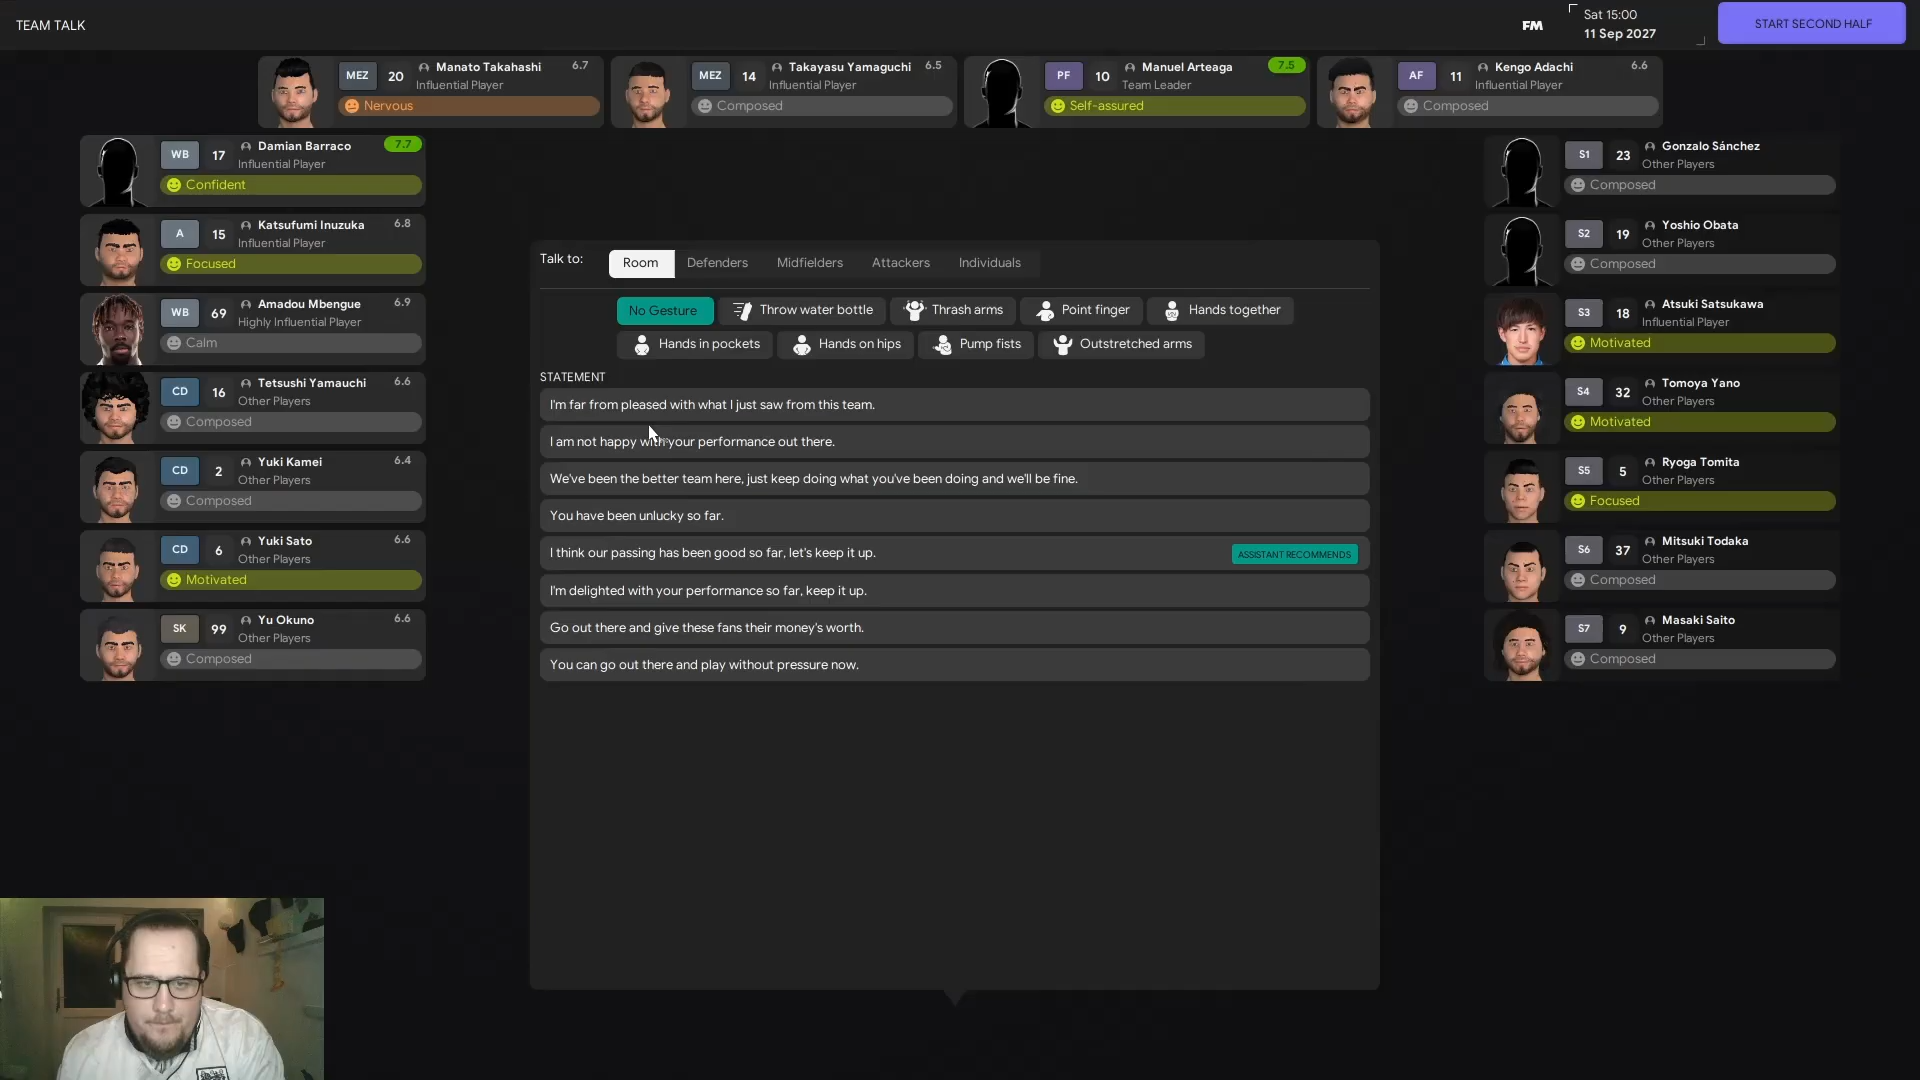 TEAM TALK
FM
Sat 15:00
11 Sep 2027
START SECOND HALF
MEZ 20 Manato Takahashi 6.7
Influential Player
Nervous
MEZ 14 Takayasu Yamaguchi 6.5
Influential Player
Composed
PF 10 Manuel Arteaga 7.5
Team Leader
Self-assured
AF 11 Kengo Adachi 6.6
Influential Player
Composed
WB 17 Damian Barraco 7.7
Influential Player
Confident
A 15 Katsufumi Inuzuka 6.8
Influential Player
Focused
WB 69 Amadou Mbengue 6.9
Highly Influential Player
Calm
CD 16 Tetsushi Yamauchi 6.6
Other Players
Composed
CD 2 Yuki Kamei 6.4
Other Players
Composed
CD 6 Yuki Sato 6.6
Other Players
Motivated
SK 99 Yu Okuno 6.6
Other Players
Composed
Talk to: Room Defenders Midfielders Attackers Individuals
No Gesture Throw water bottle Thrash arms Point finger Hands together
Hands in pockets Hands on hips Pump fists Outstretched arms
STATEMENT
I'm far from pleased with what I just saw from this team.
I am not happy with your performance out there.
We've been the better team here, just keep doing what you've been doing and we'll be fine.
You have been unlucky so far.
I think our passing has been good so far, let's keep it up. ASSISTANT RECOMMENDS
I'm delighted with your performance so far, keep it up.
Go out there and give these fans their money's worth.
You can go out there and play without pressure now.
S1 23 Gonzalo Sánchez
Other Players
Composed
S2 19 Yoshio Obata
Other Players
Composed
S3 18 Atsuki Satsukawa
Influential Player
Motivated
S4 32 Tomoya Yano
Other Players
Motivated
S5 5 Ryoga Tomita
Other Players
Focused
S6 37 Mitsuki Todaka
Other Players
Composed
S7 9 Masaki Saito
Other Players
Composed